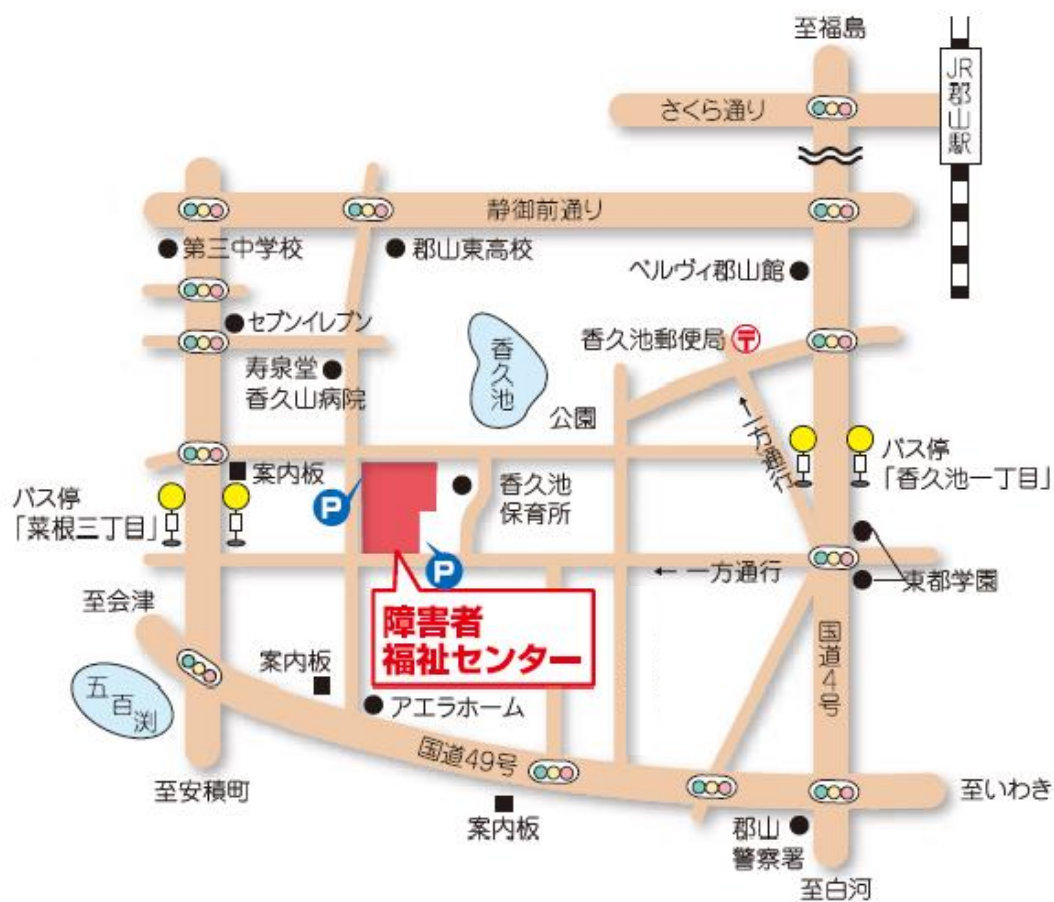 至福島
JR郡山駅
さくら通り
静御前通り
第三中学校
郡山東高校
ベルヴィ郡山館
セブンイレブン
香久池
香久池郵便局
寿泉堂
香久山病院
公園
←一方通行
案内板
香久池
保育所
バス停
「香久池一丁目」
バス停
「菜根三丁目」
P
P
←一方通行
東都学園
至会津
障害者
福祉センター
案内板
国道4号
五百渕
アエラホーム
国道49号
至安積町
至いわき
案内板
郡山
警察署
至白河